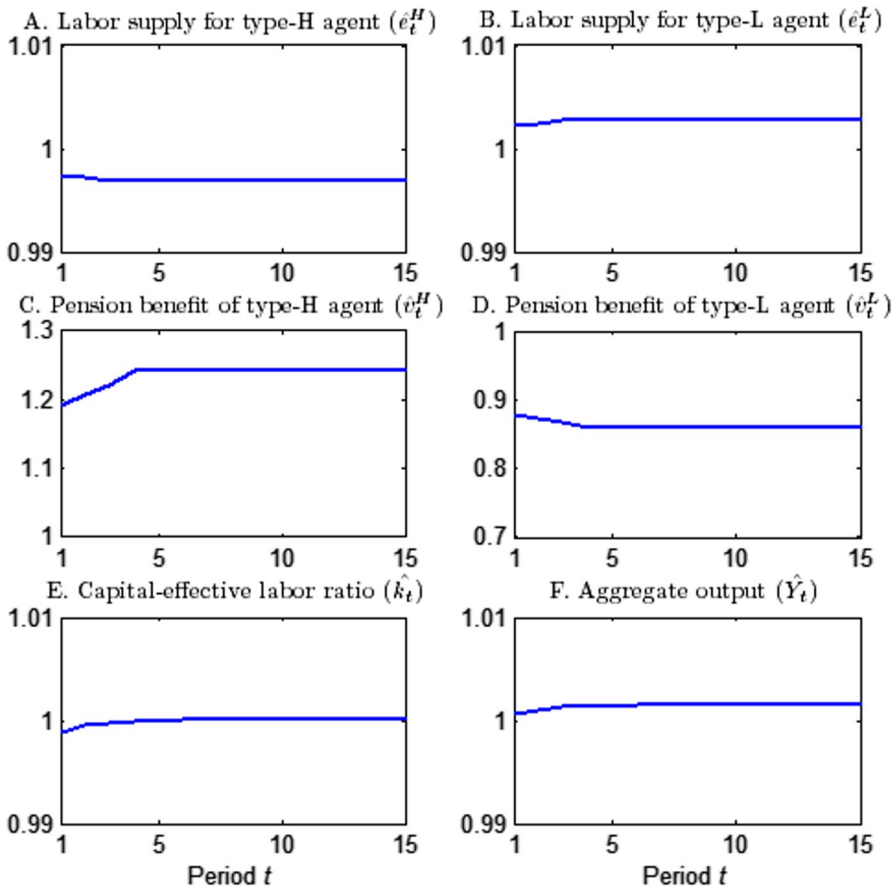 A. Labor supply for type-H agent (ê_t^H)
B. Labor supply for type-L agent (ê_t^L)
1.01
1
0.99
1 5 10 15
1.01
1
0.99
1 5 10 15
C. Pension benefit of type-H agent (v̂_t^H)
D. Pension benefit of type-L agent (v̂_t^L)
1.3
1.2
1.1
1
1 5 10 15
1
0.9
0.8
0.7
1 5 10 15
E. Capital-effective labor ratio (k̂_t)
F. Aggregate output (Ŷ_t)
1.01
1
0.99
1 5 10 15
Period t
1.01
1
0.99
1 5 10 15
Period t